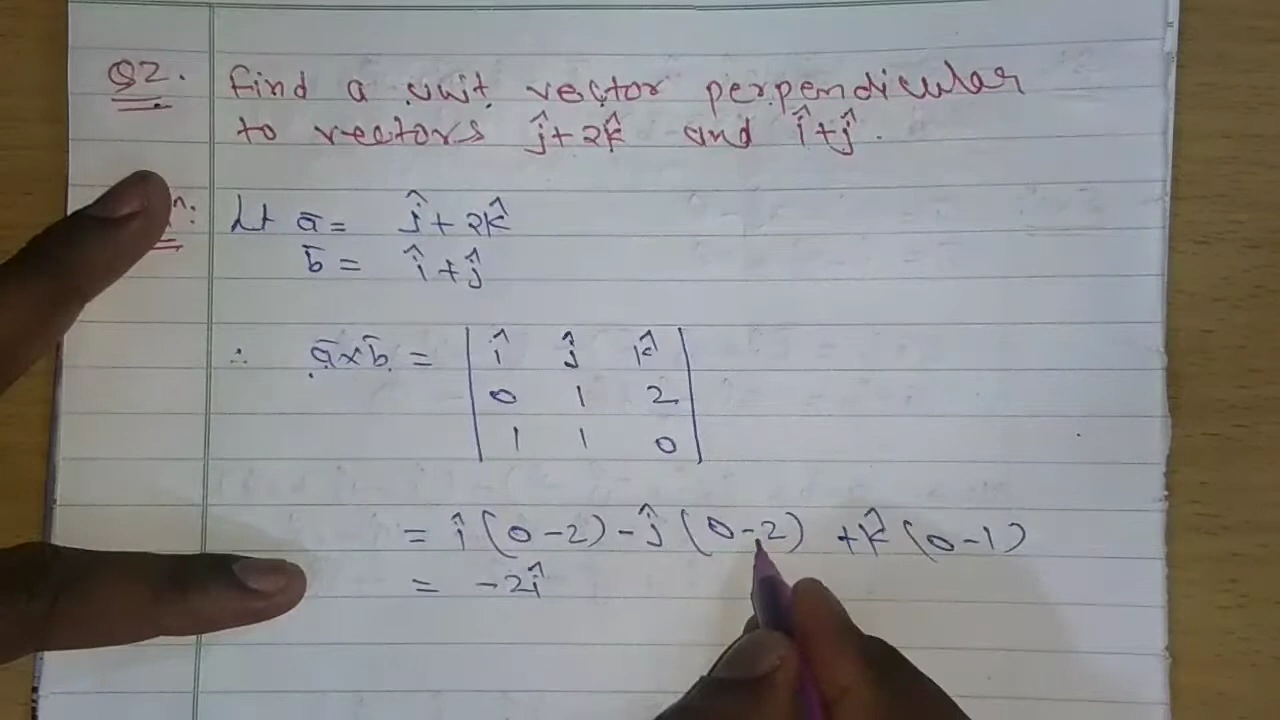 Q2. Find a unit vector perpendicular
to vectors ĵ+2k̂ and î+ĵ.
n: Let ā = ĵ+2k̂
b̄ = î+ĵ
∴ ā×b̄ = | î ĵ k̂ |
| 0 1 2 |
| 1 1 0 |
= î(0-2)-ĵ(0-2)+k̂(0-1)
= -2î